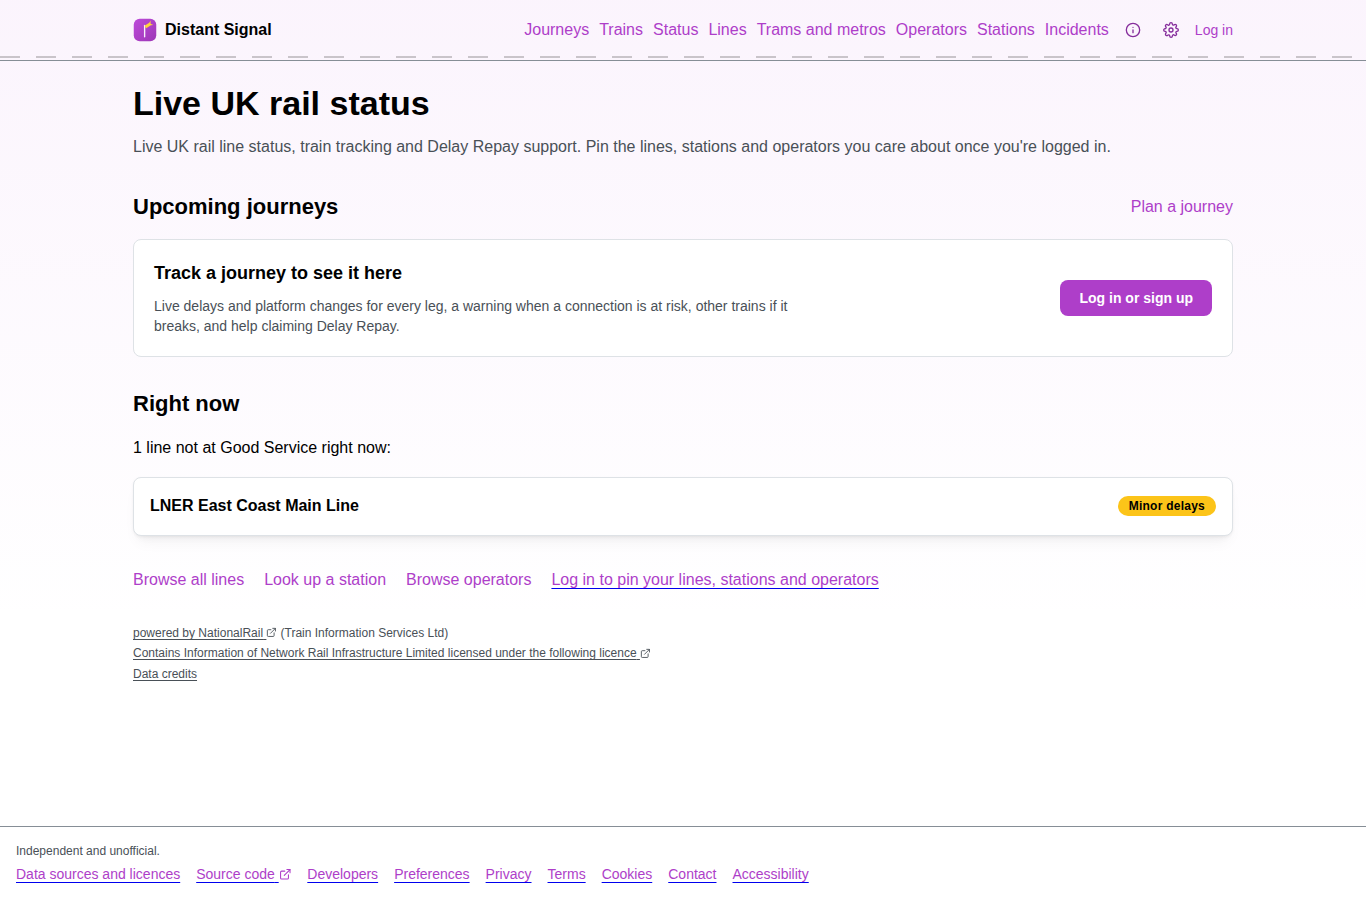 Distant Signal
Journeys Trains Status Lines Trams and metros Operators Stations Incidents Log in
Live UK rail status
Live UK rail line status, train tracking and Delay Repay support. Pin the lines, stations and operators you care about once you're logged in.
Upcoming journeys
Plan a journey
Track a journey to see it here
Live delays and platform changes for every leg, a warning when a connection is at risk, other trains if it
breaks, and help claiming Delay Repay.
Log in or sign up
Right now
1 line not at Good Service right now:
LNER East Coast Main Line
Minor delays
Browse all lines Look up a station Browse operators Log in to pin your lines, stations and operators
powered by NationalRail (Train Information Services Ltd)
Contains Information of Network Rail Infrastructure Limited licensed under the following licence
Data credits
Independent and unofficial.
Data sources and licences Source code Developers Preferences Privacy Terms Cookies Contact Accessibility